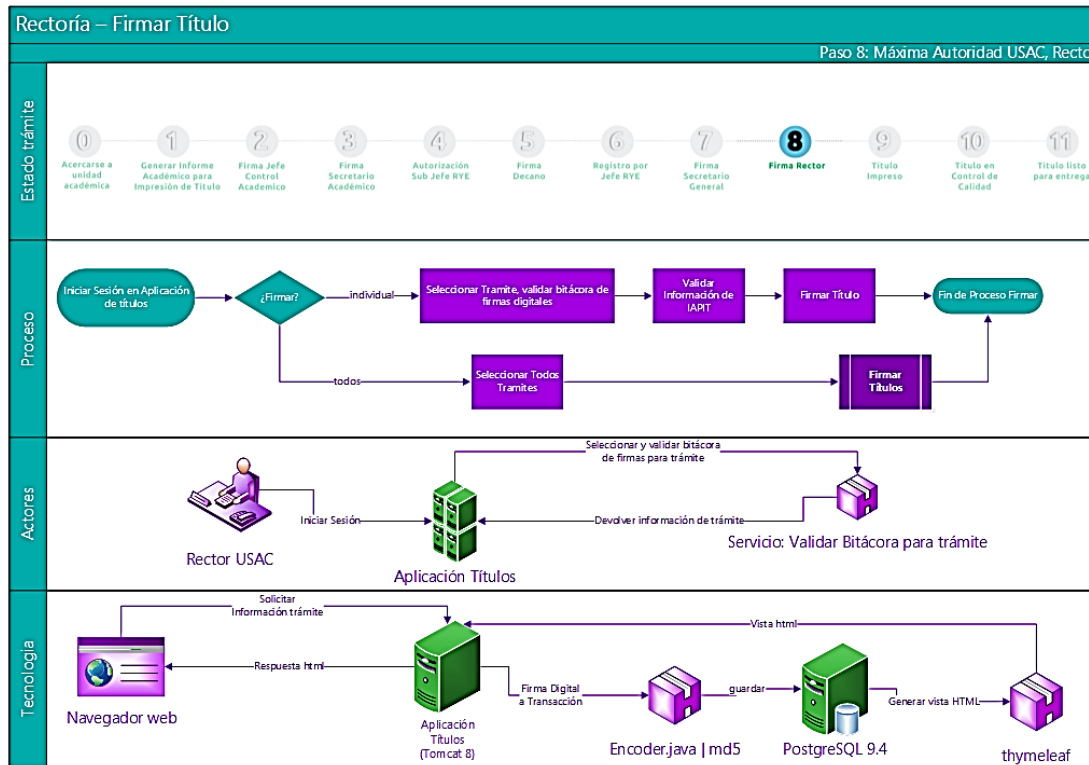 Rectoría – Firmar Título
Paso 8: Máxima Autoridad USAC, Recto
Estado trámite
0
Acercarse a
unidad
académica
1
Generar Informe
Académico para
Impresión de Título
2
Firma Jefe
Control
Academico
3
Firma
Secretario
Académico
4
Autorización
Sub Jefe RYE
5
Firma
Decano
6
Registro por
Jefe RYE
7
Firma
Secretario
General
8
Firma Rector
9
Titulo
Impreso
10
Titulo en
Control de
Calidad
11
Titulo listo
para entrega
Proceso
Iniciar Sesión en Aplicación
de títulos
¿Firmar?
individual
Seleccionar Tramite, validar bitácora de
firmas digitales
Validar
Información de
IAPIT
Firmar Título
Fin de Proceso Firmar
todos
Seleccionar Todos
Tramites
Firmar
Títulos
Actores
Seleccionar y validar bitácora
de firmas para trámite
Iniciar Sesión
Devolver información de trámite
Rector USAC
Aplicación Títulos
Servicio: Validar Bitácora para trámite
Tecnologia
Solicitar
Información trámite
Vista html
Respuesta html
Firma Digital
a Transacción
guardar
Generar vista HTML
Navegador web
Aplicación
Títulos
(Tomcat 8)
Encoder.java | md5
PostgreSQL 9.4
thymeleaf